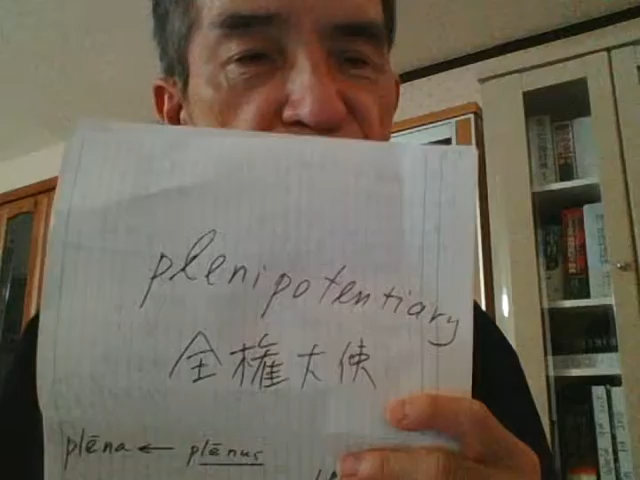 plenipotentiary
全権大使
plēna ← plēnus